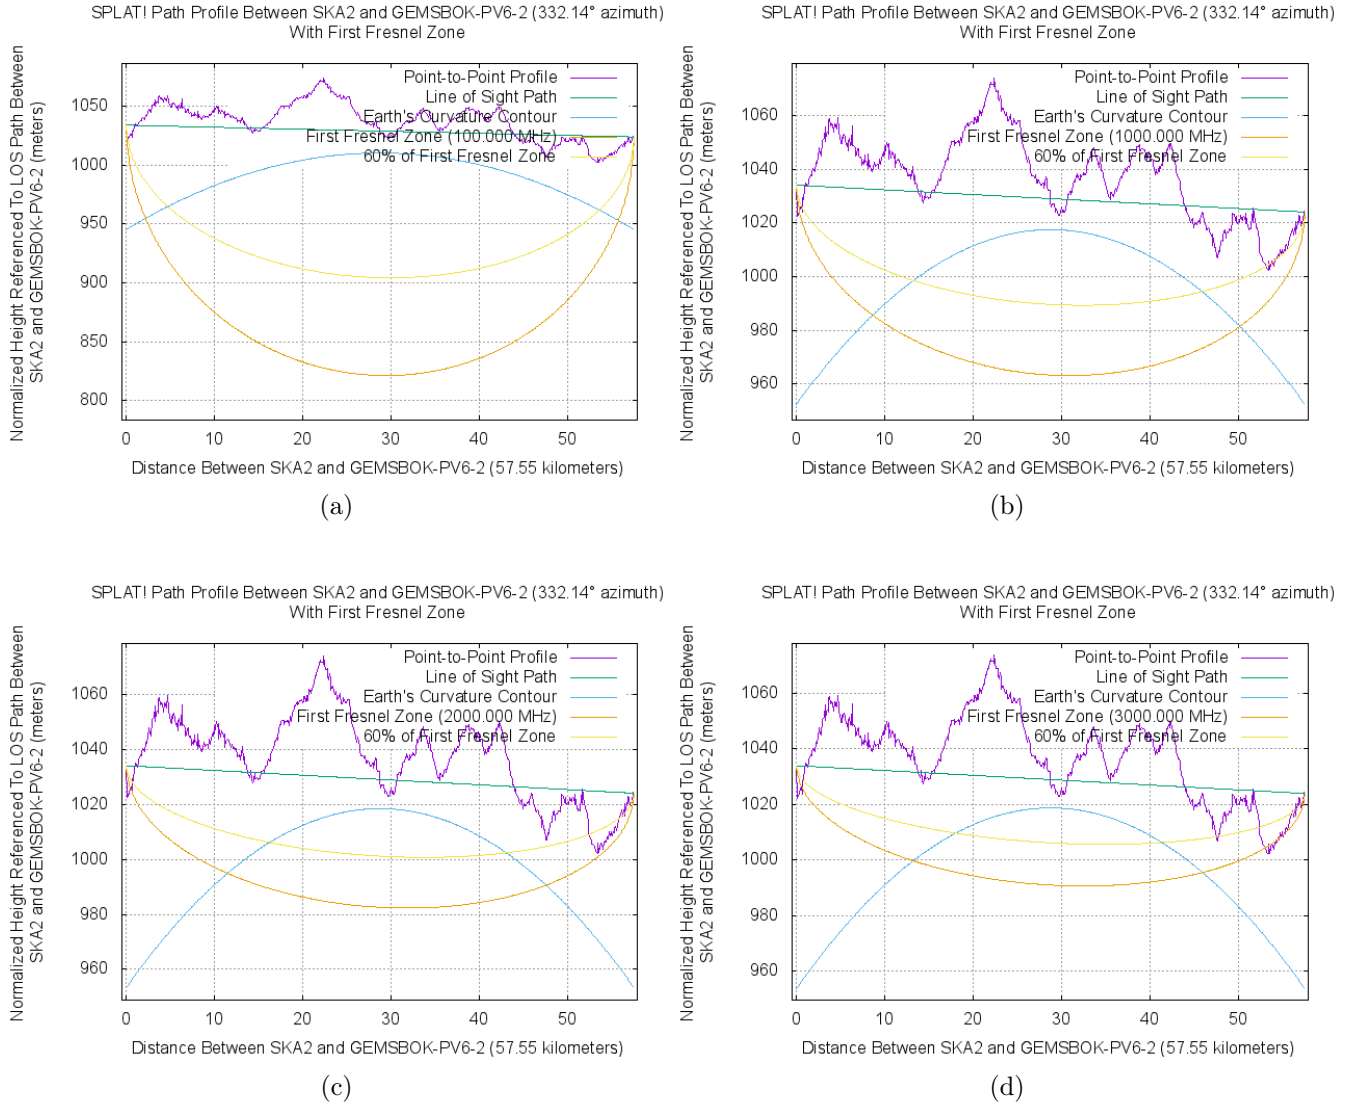 SPLAT! Path Profile Between SKA2 and GEMSBOK-PV6-2 (332.14° azimuth)
With First Fresnel Zone
Normalized Height Referenced To LOS Path Between
SKA2 and GEMSBOK-PV6-2 (meters)
Point-to-Point Profile
Line of Sight Path
Earth's Curvature Contour
First Fresnel Zone (100.000 MHz)
60% of First Fresnel Zone
1050
1000
950
900
850
800
0 10 20 30 40 50
Distance Between SKA2 and GEMSBOK-PV6-2 (57.55 kilometers)
(a)
SPLAT! Path Profile Between SKA2 and GEMSBOK-PV6-2 (332.14° azimuth)
With First Fresnel Zone
Normalized Height Referenced To LOS Path Between
SKA2 and GEMSBOK-PV6-2 (meters)
Point-to-Point Profile
Line of Sight Path
Earth's Curvature Contour
First Fresnel Zone (1000.000 MHz)
60% of First Fresnel Zone
1060
1040
1020
1000
980
960
0 10 20 30 40 50
Distance Between SKA2 and GEMSBOK-PV6-2 (57.55 kilometers)
(b)
SPLAT! Path Profile Between SKA2 and GEMSBOK-PV6-2 (332.14° azimuth)
With First Fresnel Zone
Normalized Height Referenced To LOS Path Between
SKA2 and GEMSBOK-PV6-2 (meters)
Point-to-Point Profile
Line of Sight Path
Earth's Curvature Contour
First Fresnel Zone (2000.000 MHz)
60% of First Fresnel Zone
1060
1040
1020
1000
980
960
0 10 20 30 40 50
Distance Between SKA2 and GEMSBOK-PV6-2 (57.55 kilometers)
(c)
SPLAT! Path Profile Between SKA2 and GEMSBOK-PV6-2 (332.14° azimuth)
With First Fresnel Zone
Normalized Height Referenced To LOS Path Between
SKA2 and GEMSBOK-PV6-2 (meters)
Point-to-Point Profile
Line of Sight Path
Earth's Curvature Contour
First Fresnel Zone (3000.000 MHz)
60% of First Fresnel Zone
1060
1040
1020
1000
980
960
0 10 20 30 40 50
Distance Between SKA2 and GEMSBOK-PV6-2 (57.55 kilometers)
(d)